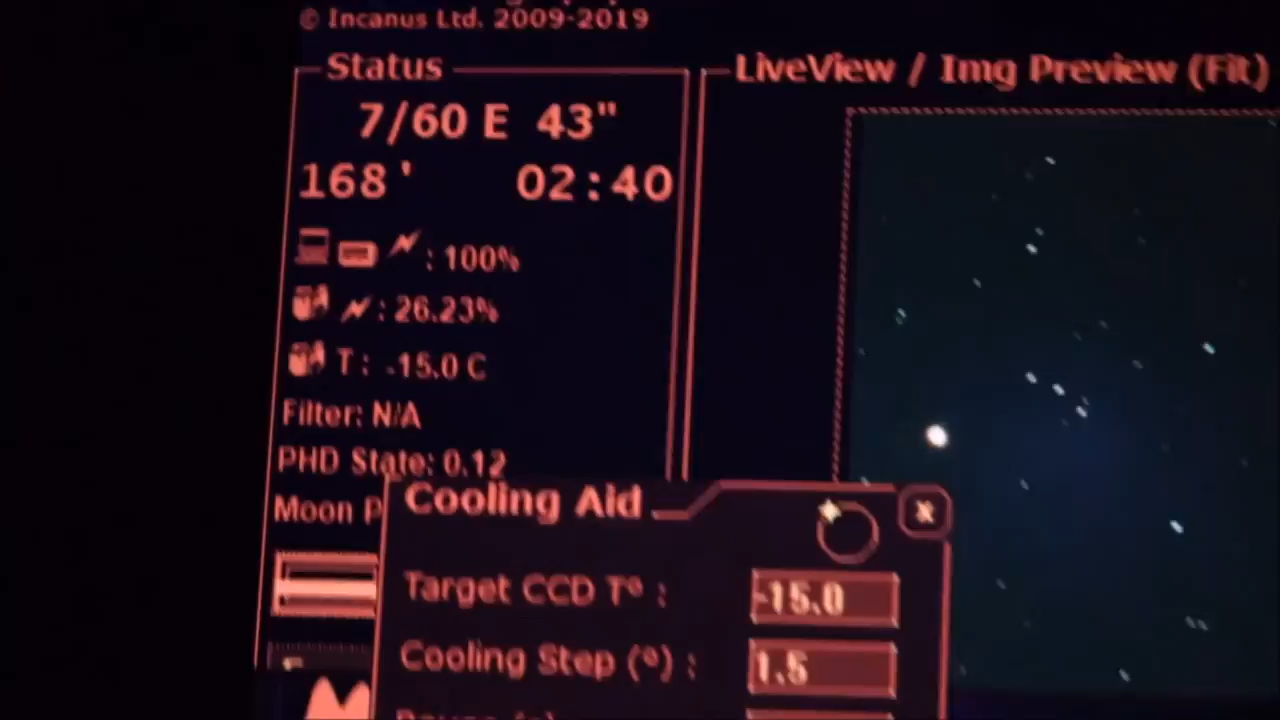 © Incanus Ltd. 2009-2019
Status
7/60 E 43"
168 ' 02:40
: 100%
: 26.23%
T: -15.0 C
Filter: N/A
PHD State: 0.12
Moon P
LiveView / Img Preview (Fit)
Cooling Aid
x
Target CCD Tº : -15.0
Cooling Step (º) : 1.5